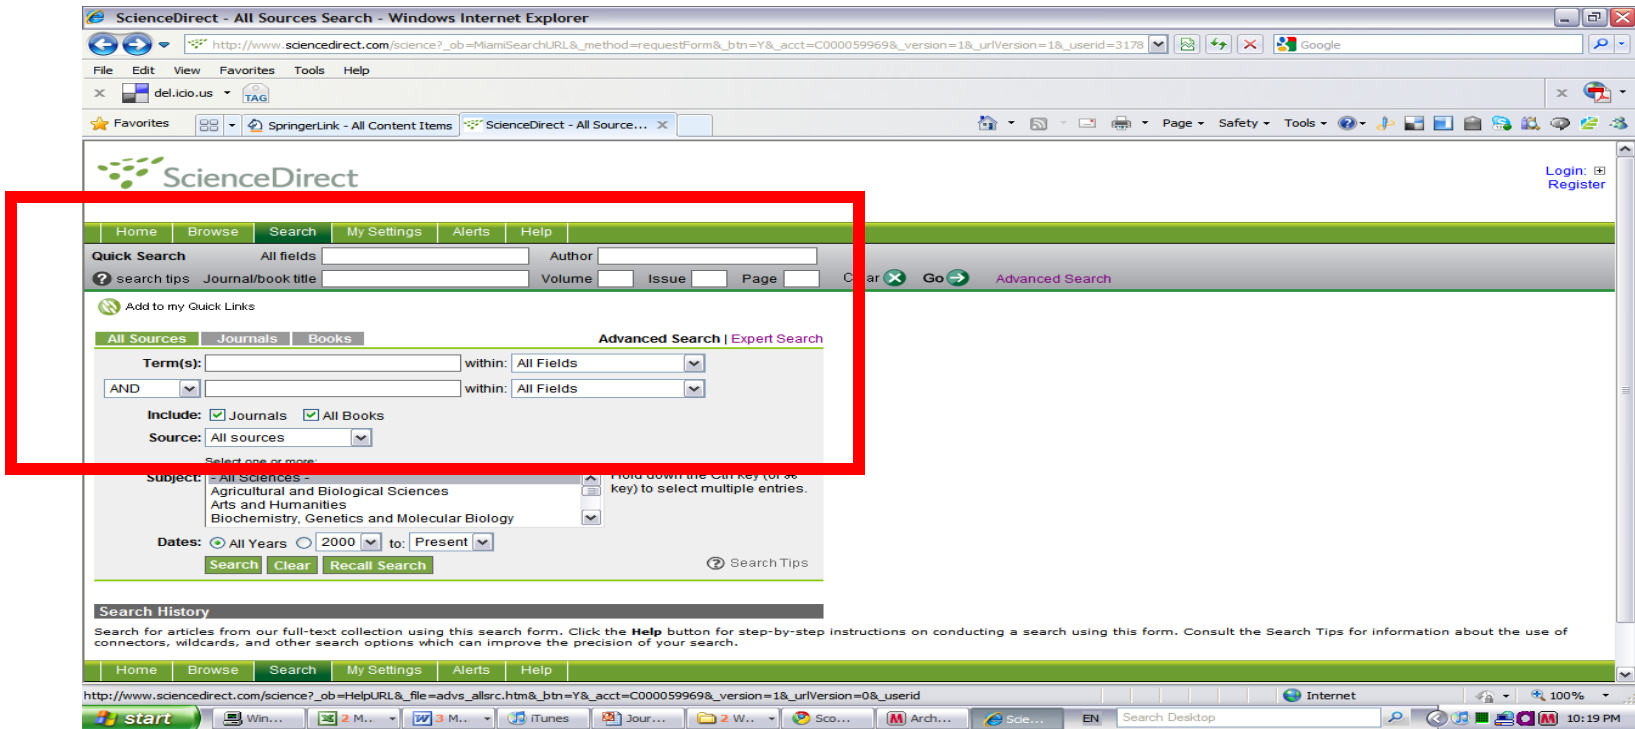 ScienceDirect - All Sources Search - Windows Internet Explorer
http://www.sciencedirect.com/science?_ob=MiamiSearchURL&_method=requestForm&_btn=Y&_acct=C000059969&_version=1&_urlVersion=1&_userid=3178 Google
File Edit View Favorites Tools Help
x del.icio.us TAG x
Favorites SpringerLink - All Content Items ScienceDirect - All Source... X Page Safety Tools
ScienceDirect
Login:
Register
Home Browse Search My Settings Alerts Help
Quick Search All fields Author
? search tips Journal/book title Volume Issue Page ar Go Advanced Search
Add to my Quick Links
All Sources Journals Books Advanced Search | Expert Search
Term(s): within: All Fields
AND within: All Fields
Include: Journals All Books
Source: All sources
Select one or more:
Subject: - All Sciences - Hold down the Ctrl key (or ⌘
Agricultural and Biological Sciences key) to select multiple entries.
Arts and Humanities
Biochemistry, Genetics and Molecular Biology
Dates: All Years 2000 to: Present
Search Clear Recall Search ? Search Tips
Search History
Search for articles from our full-text collection using this search form. Click the Help button for step-by-step instructions on conducting a search using this form. Consult the Search Tips for information about the use of
connectors, wildcards, and other search options which can improve the precision of your search.
Home Browse Search My Settings Alerts Help
http://www.sciencedirect.com/science?_ob=HelpURL&_file=advs_allsrc.htm&_btn=Y&_acct=C000059969&_version=1&_urlVersion=0&_userid Internet 100%
start Win... 2 M... 3 M... iTunes Jour... 2 W... Sco... Arch... Scie... EN Search Desktop 10:19 PM